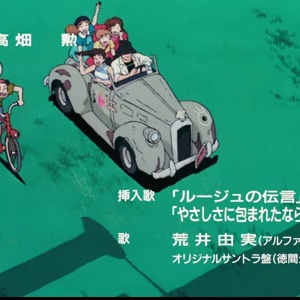 高畑 勲
挿入歌 「ルージュの伝言」
「やさしさに包まれたなら
歌 荒井由実(アルファ
オリジナルサントラ盤(徳間